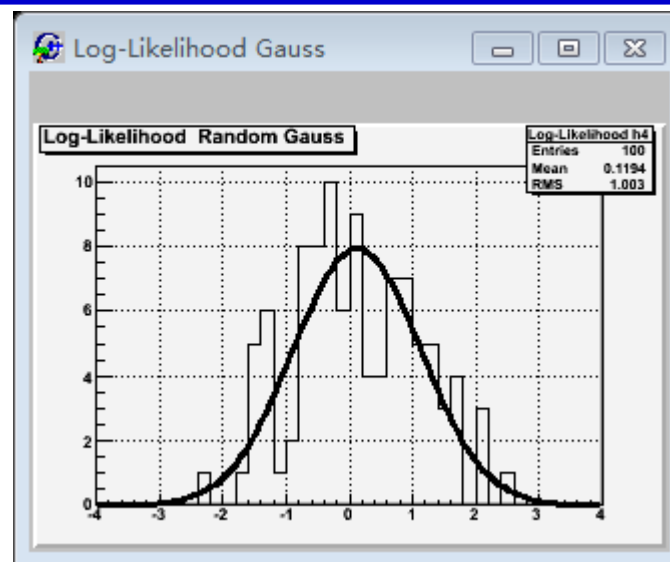 Log-Likelihood Gauss
Log-Likelihood Random Gauss
Log-Likelihood h4
Entries 100
Mean 0.1194
RMS 1.003
10
8
6
4
2
0
-4 -3 -2 -1 0 1 2 3 4